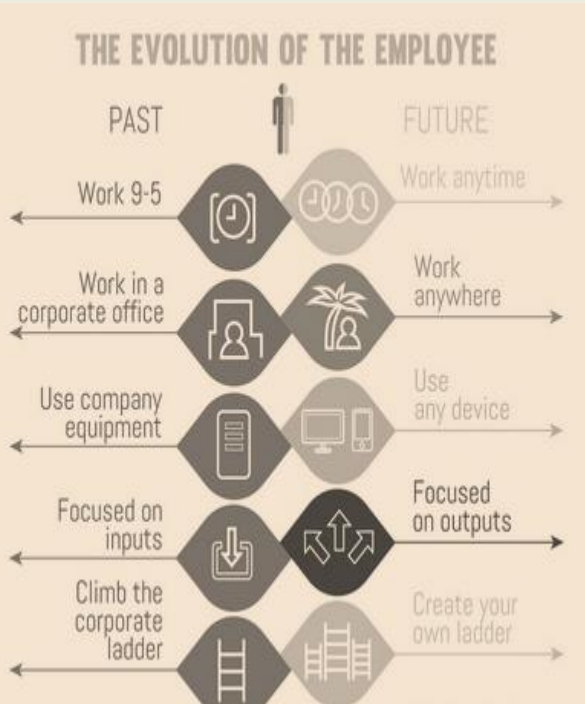 THE EVOLUTION OF THE EMPLOYEE
PAST
FUTURE
Work 9-5
Work anytime
Work in a
corporate office
Work
anywhere
Use company
equipment
Use
any device
Focused on
inputs
Focused
on outputs
Climb the
corporate
ladder
Create your
own ladder